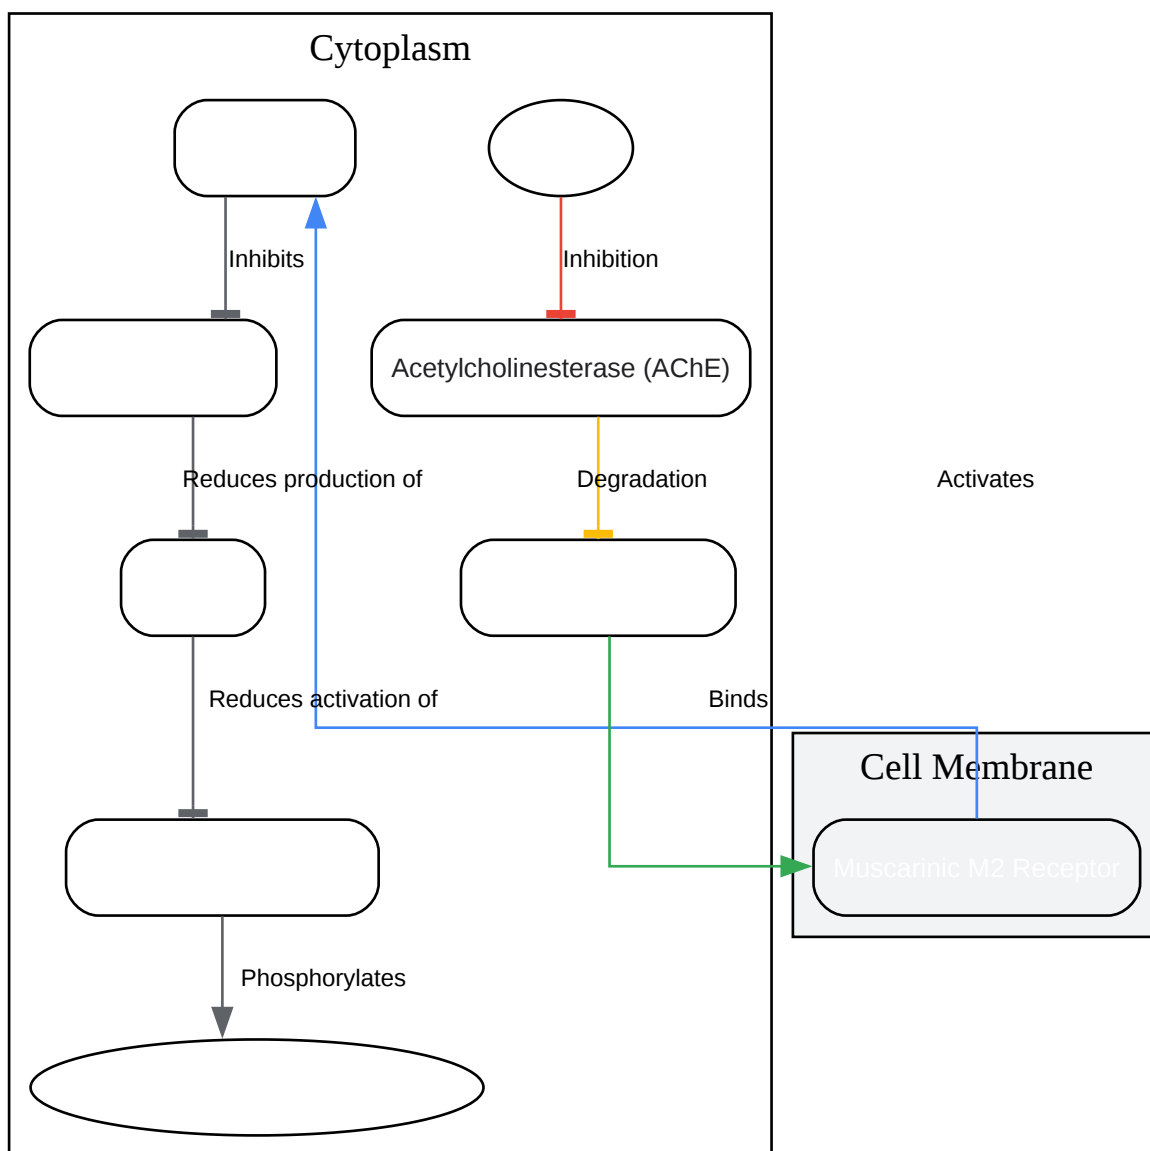 Cytoplasm
Inhibits
Inhibition
Acetylcholinesterase (AChE)
Reduces production of
Degradation
Activates
Reduces activation of
Binds
Cell Membrane
Muscarinic M2 Receptor
Phosphorylates